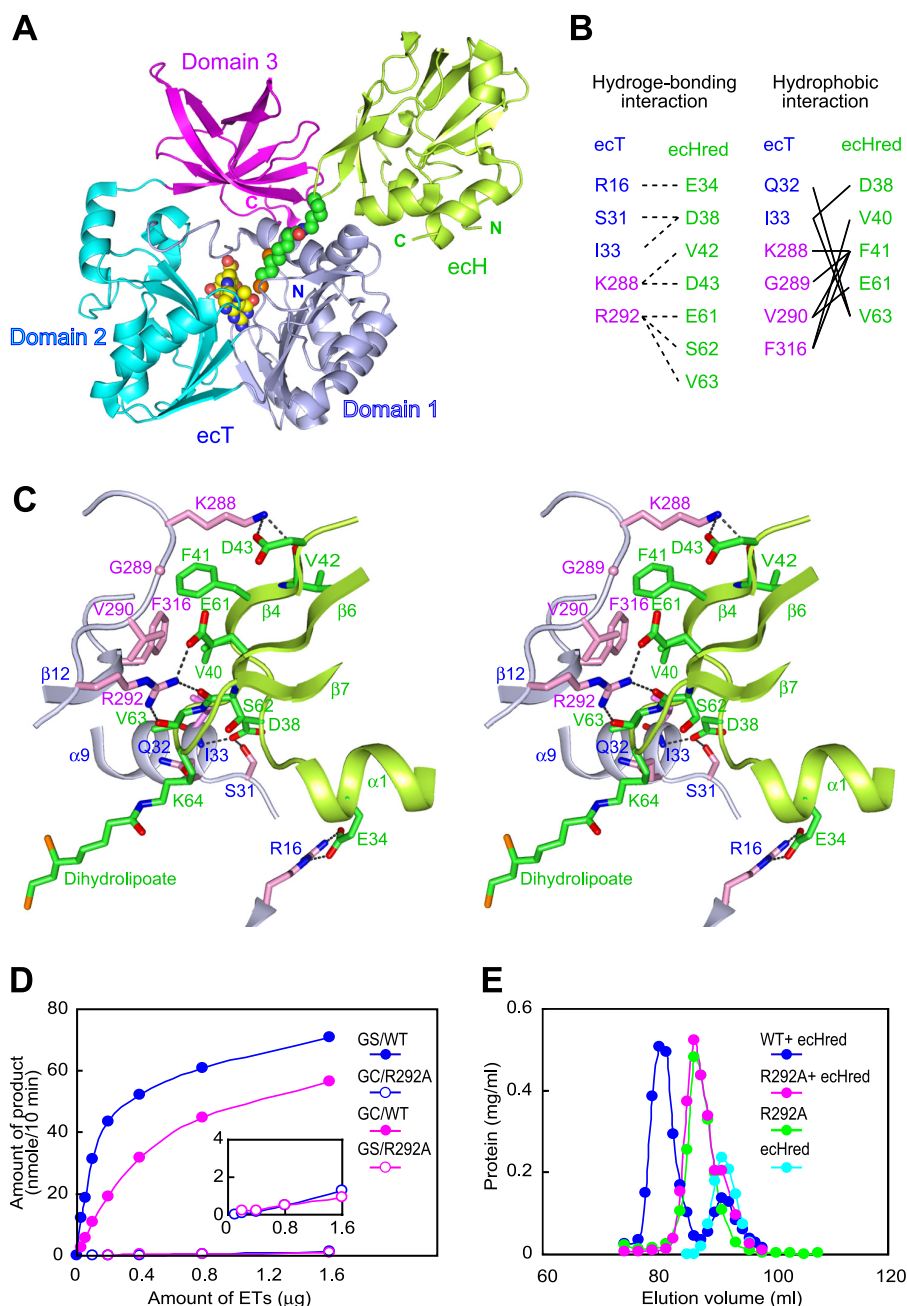 A
Domain 3
C
C
N
ecH
N
Domain 2
Domain 1
ecT
B
Hydroge-bonding interaction
Hydrophobic interaction
ecT
ecHred
ecT
ecHred
R16
E34
Q32
D38
S31
D38
I33
V40
I33
V42
K288
F41
K288
D43
G289
E61
R292
E61
V290
V63
S62
F316
V63
C
K288
D43
F41
V42
G289
F316
E61
β4
β6
V290
V40
β12
β7
R292
S62
V63
D38
α9
Q32
I33
α1
K64
S31
E34
R16
Dihydrolipoate
K288
D43
F41
V42
G289
F316
E61
β4
β6
V290
V40
β12
β7
R292
S62
V63
D38
α9
Q32
I33
α1
K64
S31
E34
R16
Dihydrolipoate
D
Amount of product
(nmole/10 min)
80
60
40
20
0
0
0.4
0.8
1.2
1.6
Amount of ETs (μg)
GS/WT
GC/R292A
GC/WT
GS/R292A
4
2
0
0
0.8
1.6
E
Protein (mg/ml)
0.6
0.4
0.2
0
60
80
100
120
Elution volume (ml)
WT+ ecHred
R292A+ ecHred
R292A
ecHred